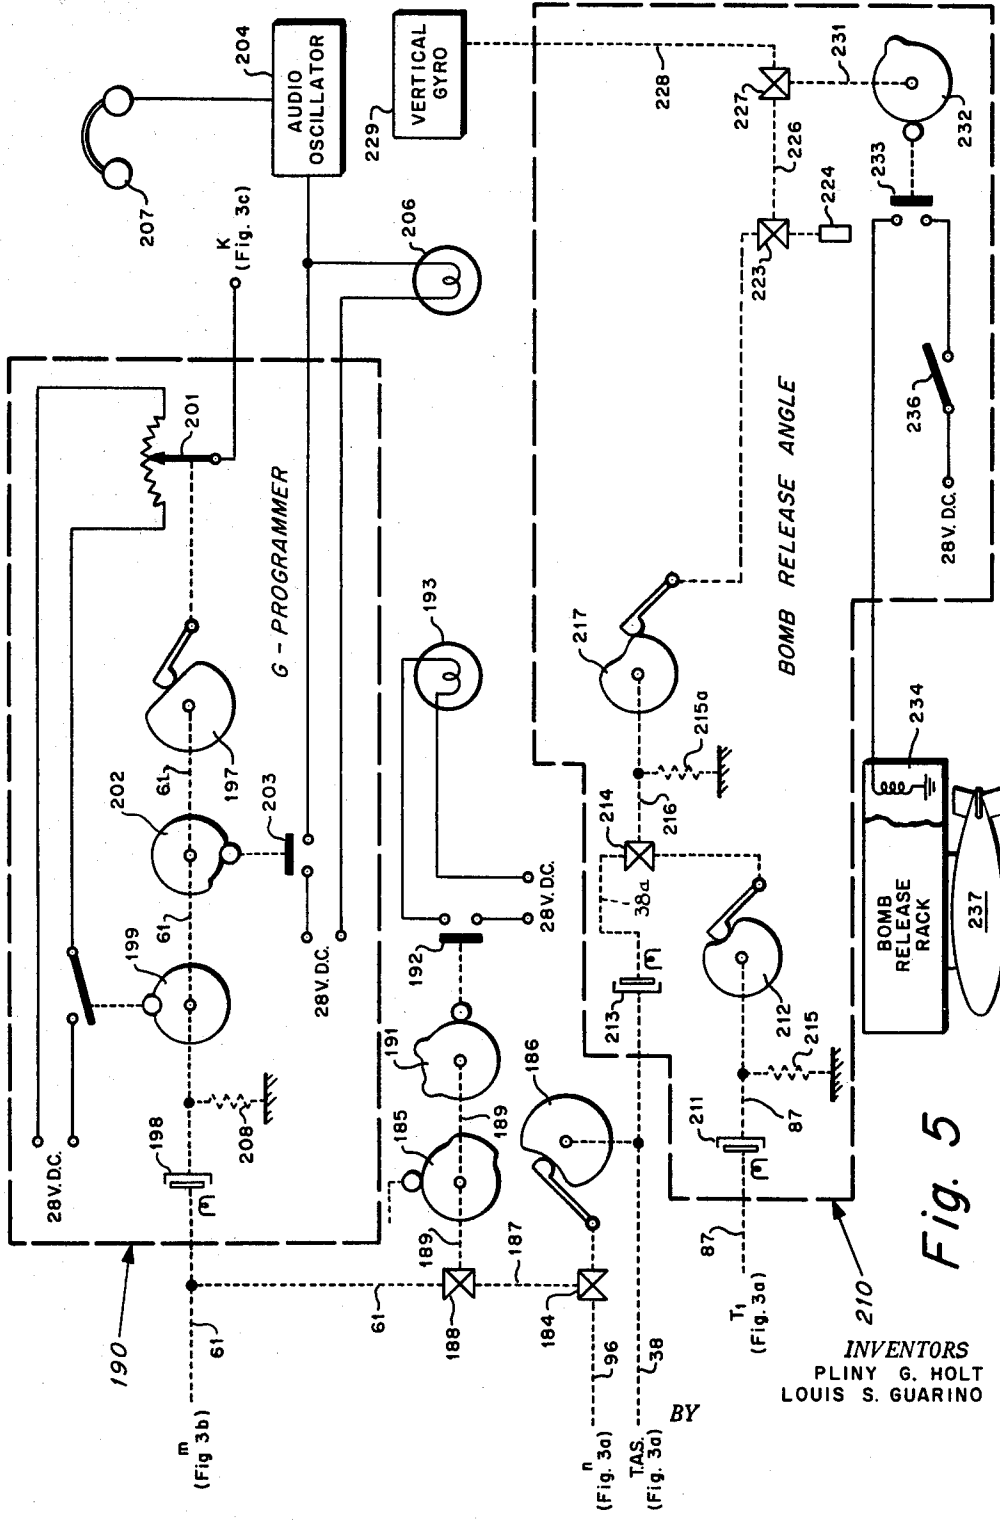 207
204
AUDIO
OSCILLATOR
229
VERTICAL
GYRO
K
(Fig. 3c)
206
201
G - PROGRAMMER
197
61
202
203
61
199
28V. D.C.
208
198
28V. D.C.
190
61
m
(Fig 3b)
193
28V. D.C.
192
191
189
185
189
61
188
187
186
184
96
n
(Fig. 3a)
38
T.A.S.
(Fig. 3a)
228
227
226
231
232
233
224
223
236
28V. D.C.
BOMB RELEASE ANGLE
217
215a
216
214
38a
213
212
215
211
87
87
T1
(Fig. 3a)
210
234
BOMB
RELEASE
RACK
237
Fig. 5
INVENTORS
PLINY G. HOLT
LOUIS S. GUARINO
BY